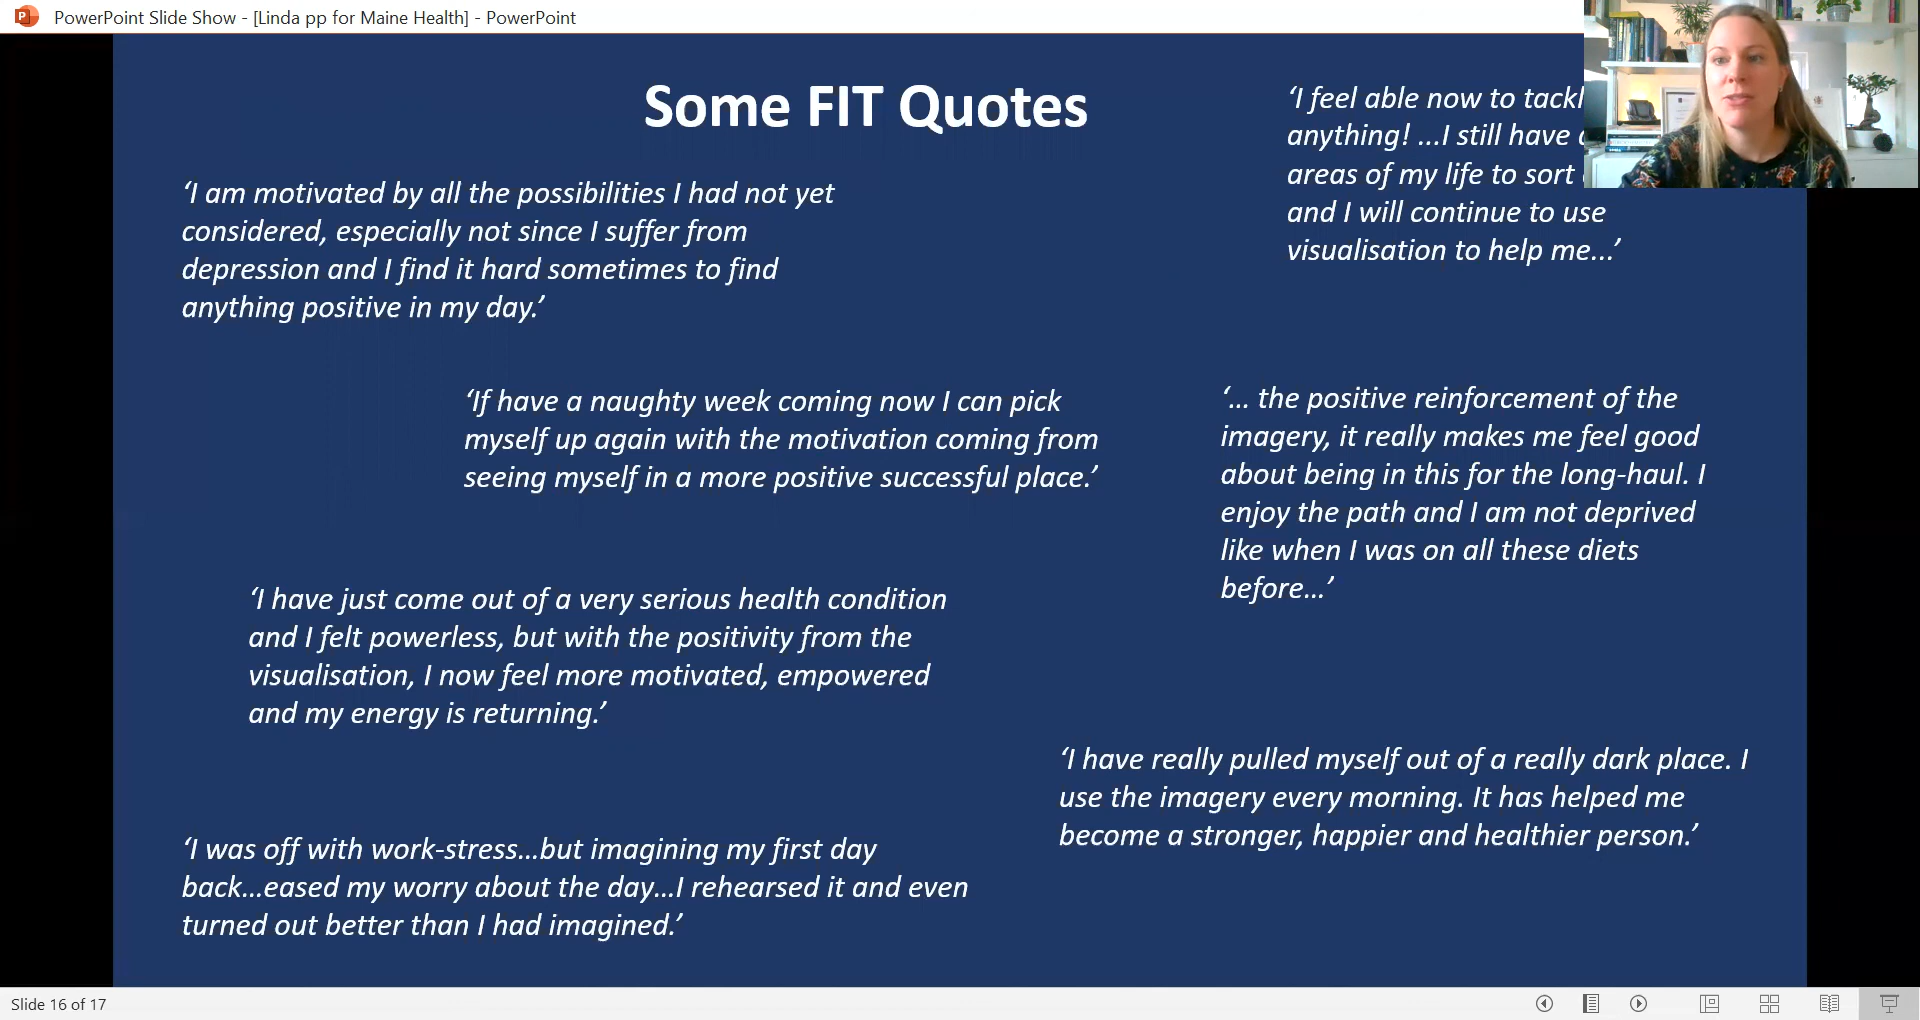 PowerPoint Slide Show - [Linda pp for Maine Health] - PowerPoint
Some FIT Quotes
‘I feel able now to
anything! ...I still have
areas of my life to sort
and I will continue to use
visualisation to help me...’
‘I am motivated by all the possibilities I had not yet
considered, especially not since I suffer from
depression and I find it hard sometimes to find
anything positive in my day.’
‘If have a naughty week coming now I can pick
myself up again with the motivation coming from
seeing myself in a more positive successful place.’
‘... the positive reinforcement of the
imagery, it really makes me feel good
about being in this for the long-haul. I
enjoy the path and I am not deprived
like when I was on all these diets
before...’
‘I have just come out of a very serious health condition
and I felt powerless, but with the positivity from the
visualisation, I now feel more motivated, empowered
and my energy is returning.’
‘I have really pulled myself out of a really dark place. I
use the imagery every morning. It has helped me
become a stronger, happier and healthier person.’
‘I was off with work-stress...but imagining my first day
back...eased my worry about the day...I rehearsed it and even
turned out better than I had imagined.’
Slide 16 of 17